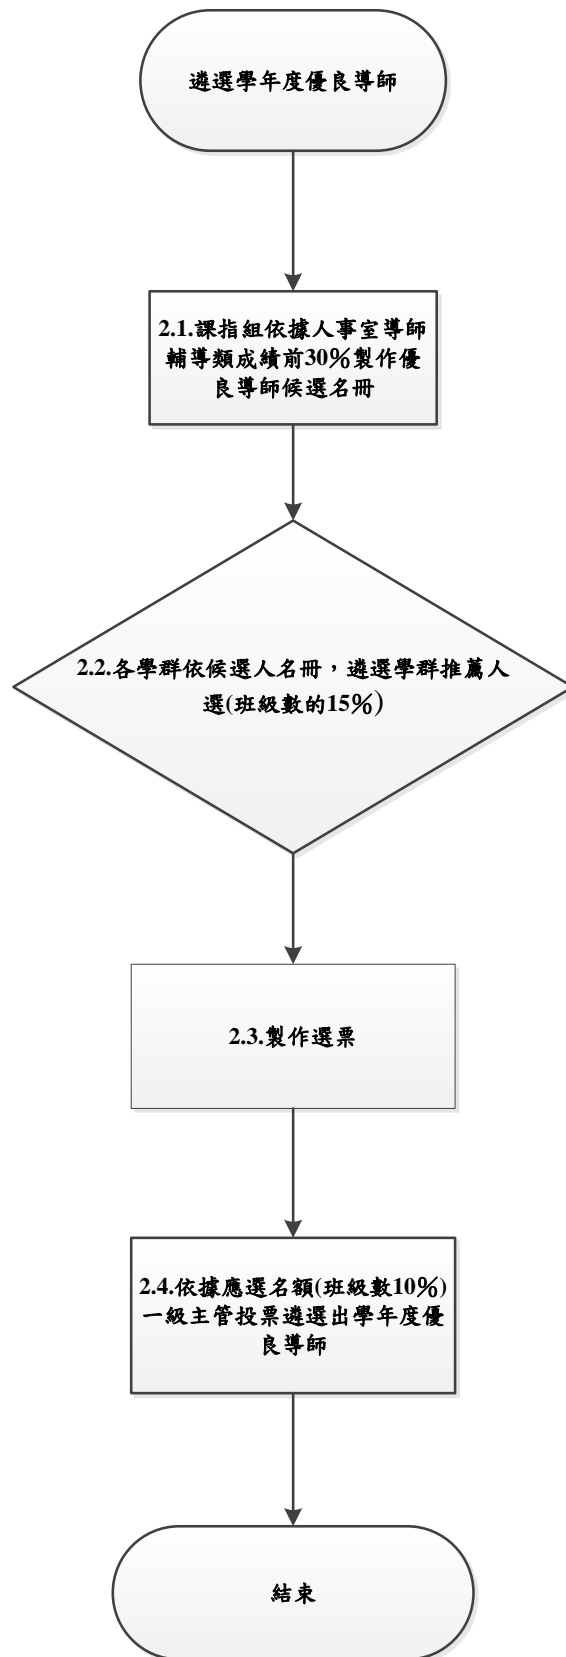 遴選學年度優良導師
2.1.課指組依據人事室導師
輔導類成績前30％製作優
良導師候選名冊
2.2.各學群依候選人名冊，遴選學群推薦人
選(班級數的15％)
2.3.製作選票
2.4.依據應選名額(班級數10％)
一級主管投票遴選出學年度優
良導師
結束